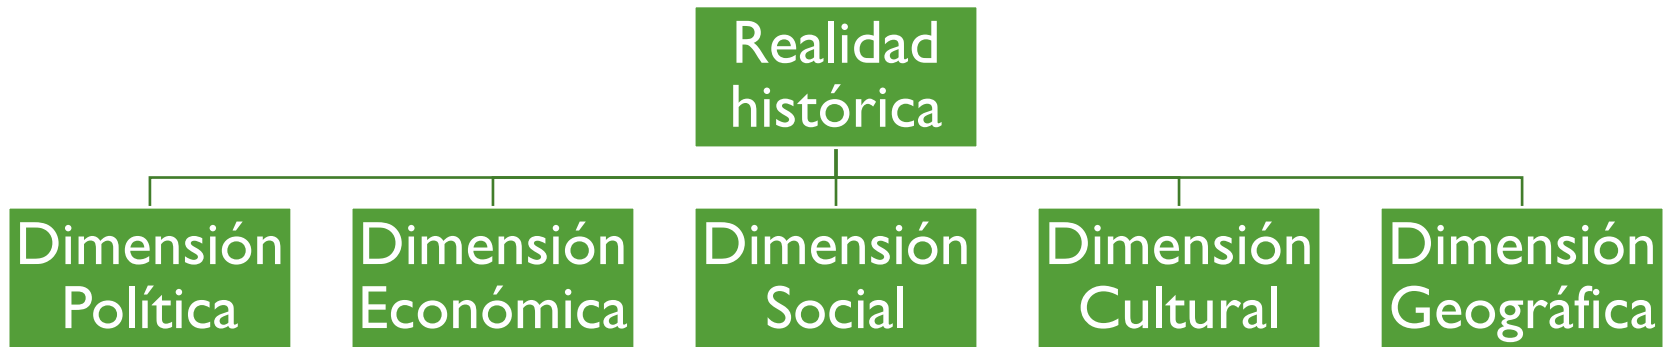 Realidad
histórica
Dimensión
Política
Dimensión
Económica
Dimensión
Social
Dimensión
Cultural
Dimensión
Geográfica